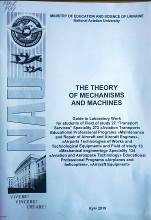 MINISTRY OF EDUCATION AND SCIENCE OF UKRAINE
National Aviation University
THE THEORY
OF MECHANISMS
AND MACHINES
Guide to Laboratory Work
for students of Field of study 27 "Transport
Services" Speciality 272 «Aviation Transport»
Educational Professional Programs: «Maintenance
and Repair of Aircraft and Aircraft Engines»,
«Airports Technologies of Works and
Technological Equipment» and Field of study 13
«Mechanical engineering» Speciality 134
«Aviation and Aerospace Technology» Educational
Professional Programs «Airplanes and
helicopters», «Aircraft Equipment»
VIVERE!
VINCERE!
CREARE!
Kyiv 2019